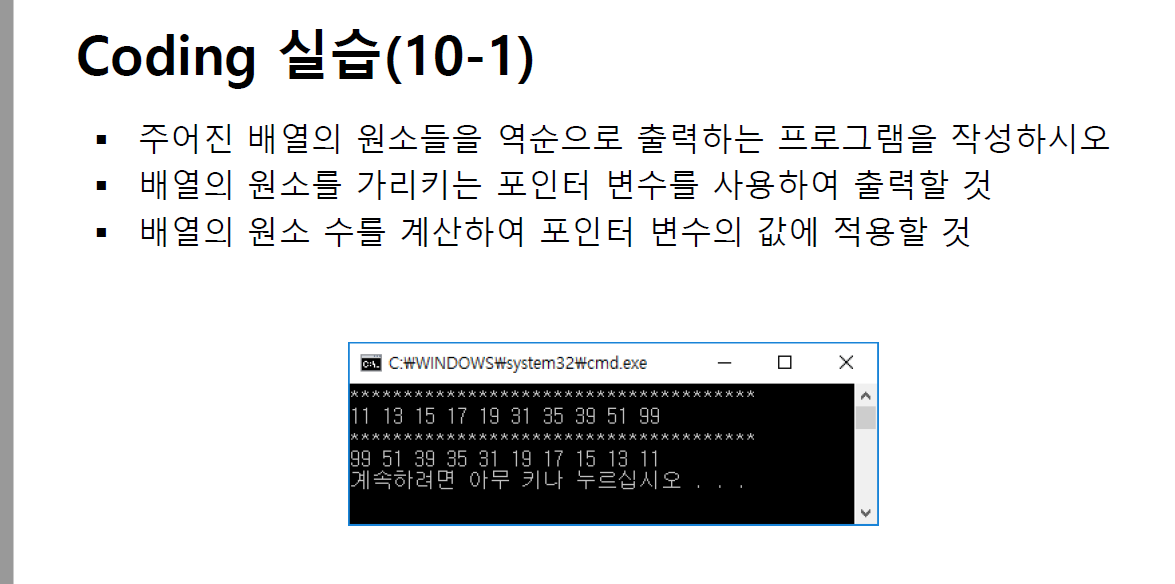 Coding 실습(10-1)
▪ 주어진 배열의 원소들을 역순으로 출력하는 프로그램을 작성하시오
▪ 배열의 원소를 가리키는 포인터 변수를 사용하여 출력할 것
▪ 배열의 원소 수를 계산하여 포인터 변수의 값에 적용할 것
C:₩WINDOWS₩system32₩cmd.exe
**************************************
11 13 15 17 19 31 35 39 51 99
**************************************
99 51 39 35 31 19 17 15 13 11
계속하려면 아무 키나 누르십시오 . . .